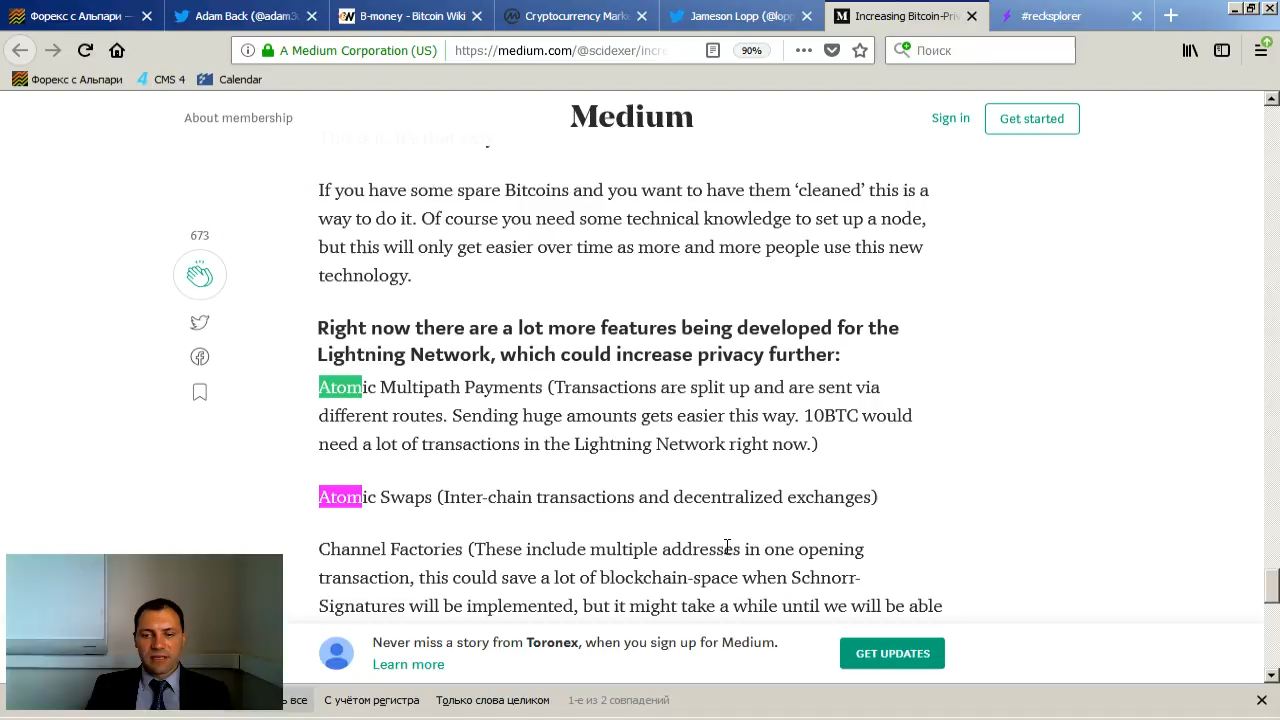 Adam Back (@adam3
B-money - Bitcoin Wiki
Cryptocurrency Mark
Jameson Lopp (@lopp
Increasing Bitcoin-Priv
#recksplorer
A Medium Corporation (US)
https://medium.com/@scidexer/incre
90%
Поиск
Форекс с Альпари
CMS 4
Calendar
About membership
Medium
Sign in
Get started
If you have some spare Bitcoins and you want to have them ‘cleaned’ this is a
way to do it. Of course you need some technical knowledge to set up a node,
but this will only get easier over time as more and more people use this new
technology.
673
Right now there are a lot more features being developed for the
Lightning Network, which could increase privacy further:
Atomic Multipath Payments (Transactions are split up and are sent via
different routes. Sending huge amounts gets easier this way. 10BTC would
need a lot of transactions in the Lightning Network right now.)
Atomic Swaps (Inter-chain transactions and decentralized exchanges)
Channel Factories (These include multiple addresses in one opening
transaction, this could save a lot of blockchain-space when Schnorr-
Signatures will be implemented, but it might take a while until we will be able
Never miss a story from Toronex, when you sign up for Medium.
Learn more
GET UPDATES
все
С учётом регистра
Только слова целиком
1-е из 2 совпадений